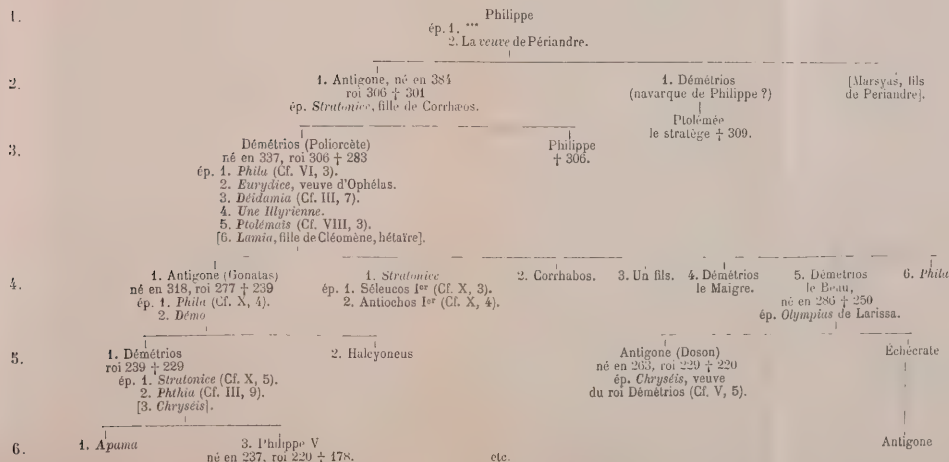 1.
Philippe
ép. 1. ***
2. La veuve de Périandre.
2.
1. Antigone, né en 384
roi 306 † 301
ép. Stratonice, fille de Corrhæos.
1. Démétrios
(navarque de Philippe ?)
Ptolémée
le stratège † 309.
[Marsyas, fils
de Periandre].
3.
Démétrios (Poliorcète)
né en 337, roi 306 † 283
ép. 1. Phila (Cf. VI, 3).
2. Eurydice, veuve d'Ophélas.
3. Déidamia (Cf. III, 7).
4. Une Illyrienne.
5. Ptolémaïs (Cf. VIII, 3).
[6. Lamia, fille de Cléomène, hétaïre].
Philippe
† 306.
4.
1. Antigone (Gonatas)
né en 318, roi 277 † 239
ép. 1. Phila (Cf. X, 4).
2. Démo
1. Stratonice
ép. 1. Séleucos Ier (Cf. X, 3).
2. Antiochos Ier (Cf. X, 4).
2. Corrhabos.
3. Un fils.
4. Démétrios
le Maigre.
5. Démétrios
le Beau,
né en 286 † 250
ép. Olympias de Larissa.
6. Phila
5.
1. Démétrios
roi 239 † 229
ép. 1. Stratonice (Cf. X, 5).
2. Phthia (Cf. III, 9).
[3. Chryséis].
2. Halcyoneus
Antigone (Doson)
né en 263, roi 229 † 220
ép. Chryséis, veuve
du roi Démétrios (Cf. V, 5).
Échécrate
6.
1. Apama
3. Philippe V
né en 237, roi 220 † 178.
etc.
Antigone